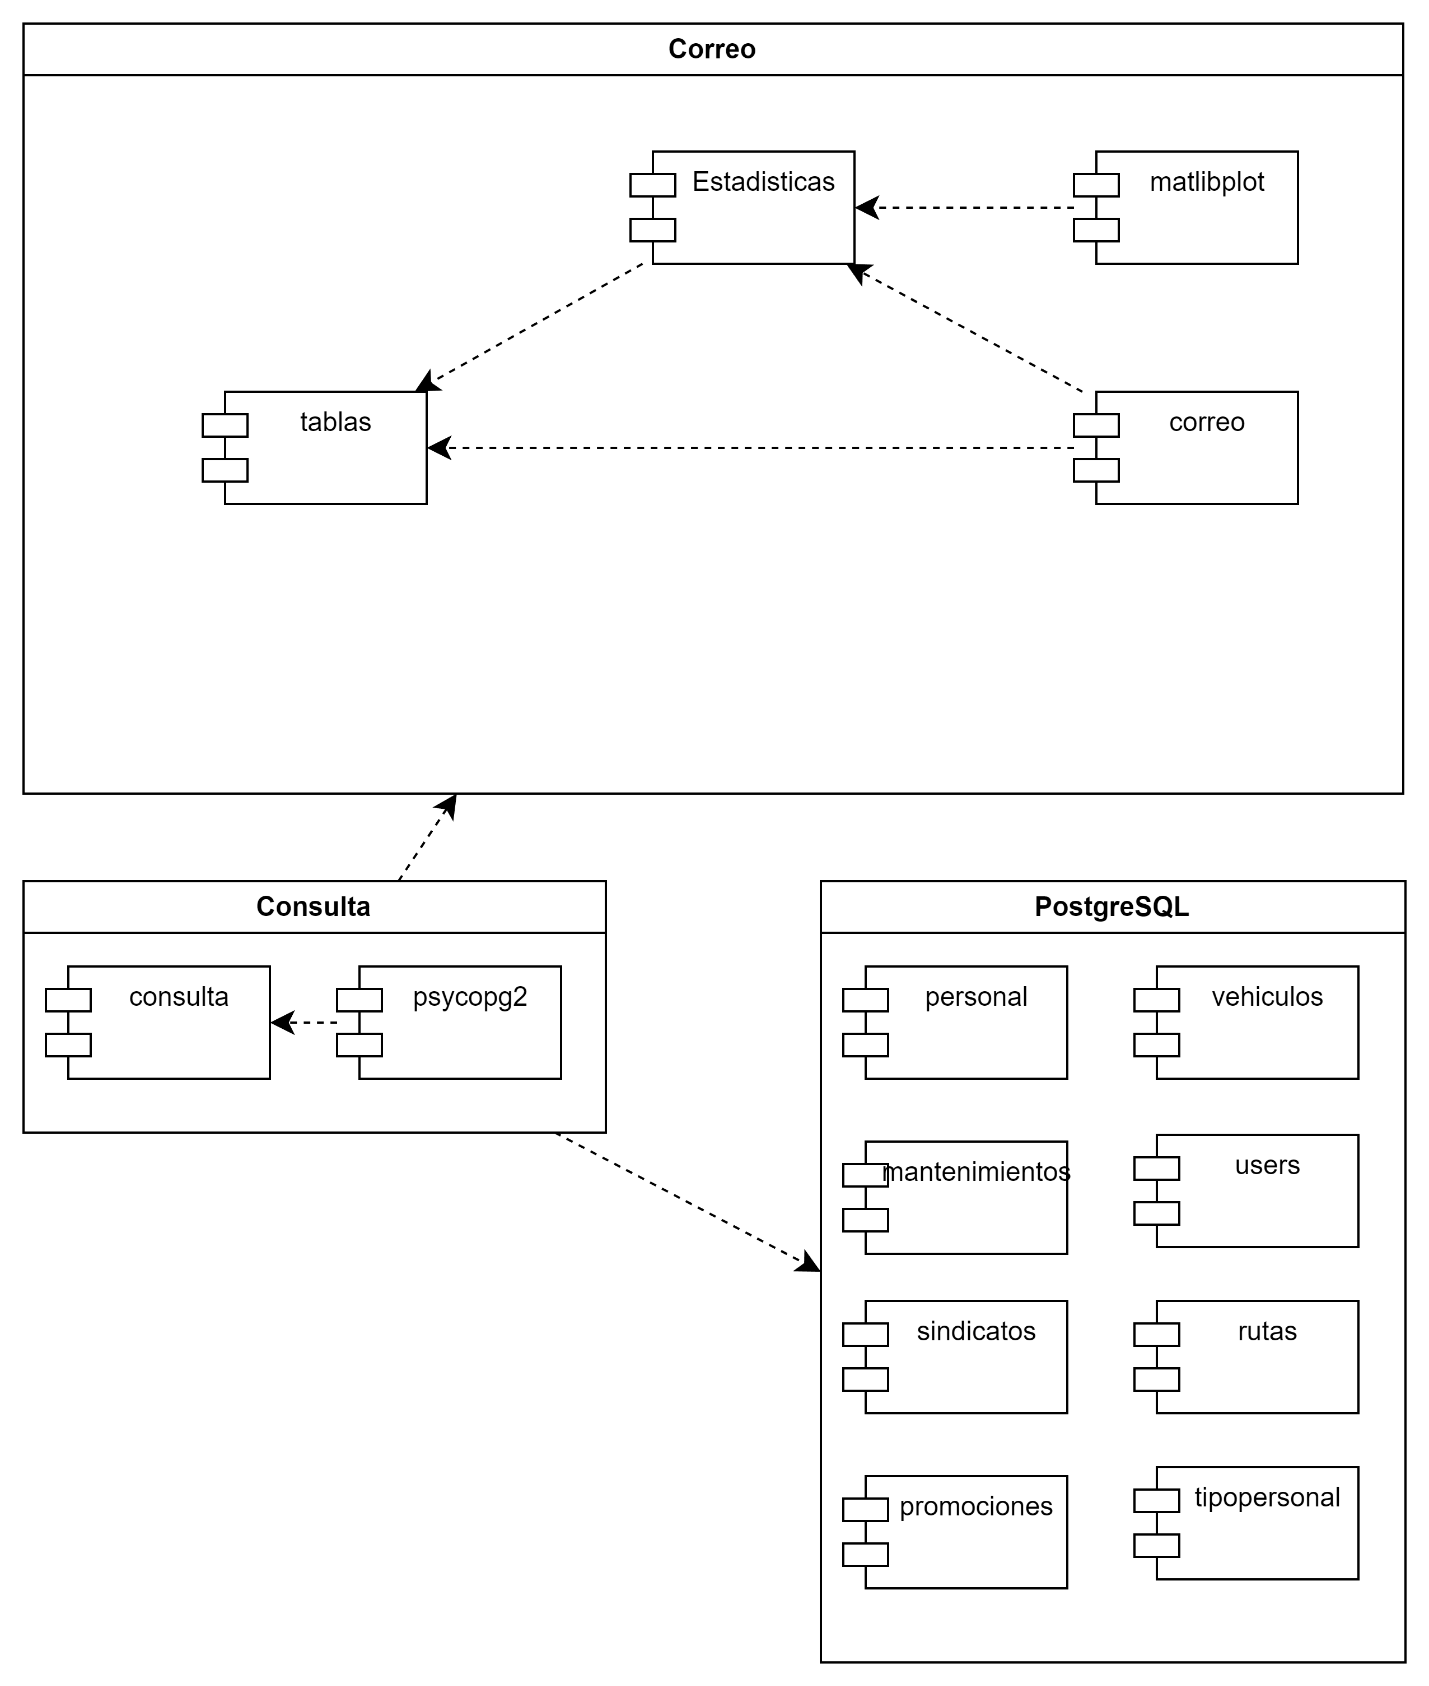 Correo
Estadisticas
matlibplot
tablas
correo
Consulta
consulta
psycopg2
PostgreSQL
personal
vehiculos
mantenimientos
users
sindicatos
rutas
promociones
tipopersonal